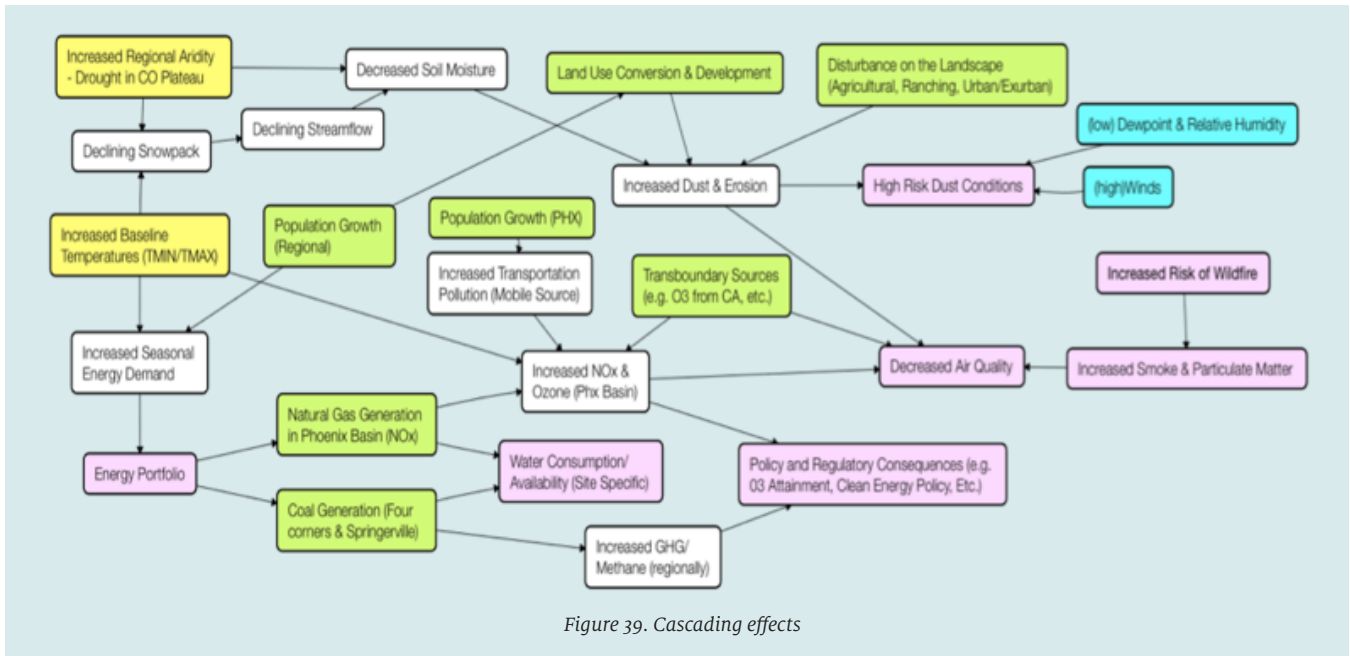 Increased Regional Aridity
- Drought in CO Plateau
Decreased Soil Moisture
Land Use Conversion & Development
Disturbance on the Landscape
(Agricultural, Ranching, Urban/Exurban)
Declining Snowpack
Declining Streamflow
(low) Dewpoint & Relative Humidity
Increased Dust & Erosion
High Risk Dust Conditions
(high)Winds
Increased Baseline
Temperatures (TMIN/TMAX)
Population Growth
(Regional)
Population Growth (PHX)
Increased Transportation
Pollution (Mobile Source)
Transboundary Sources
(e.g. O3 from CA, etc.)
Increased Risk of Wildfire
Increased Seasonal
Energy Demand
Increased NOx &
Ozone (Phx Basin)
Decreased Air Quality
Increased Smoke & Particulate Matter
Natural Gas Generation
in Phoenix Basin (NOx)
Energy Portfolio
Water Consumption/
Availability (Site Specific)
Policy and Regulatory Consequences (e.g.
03 Attainment, Clean Energy Policy, Etc.)
Coal Generation (Four
corners & Springerville)
Increased GHG/
Methane (regionally)
Figure 39. Cascading effects